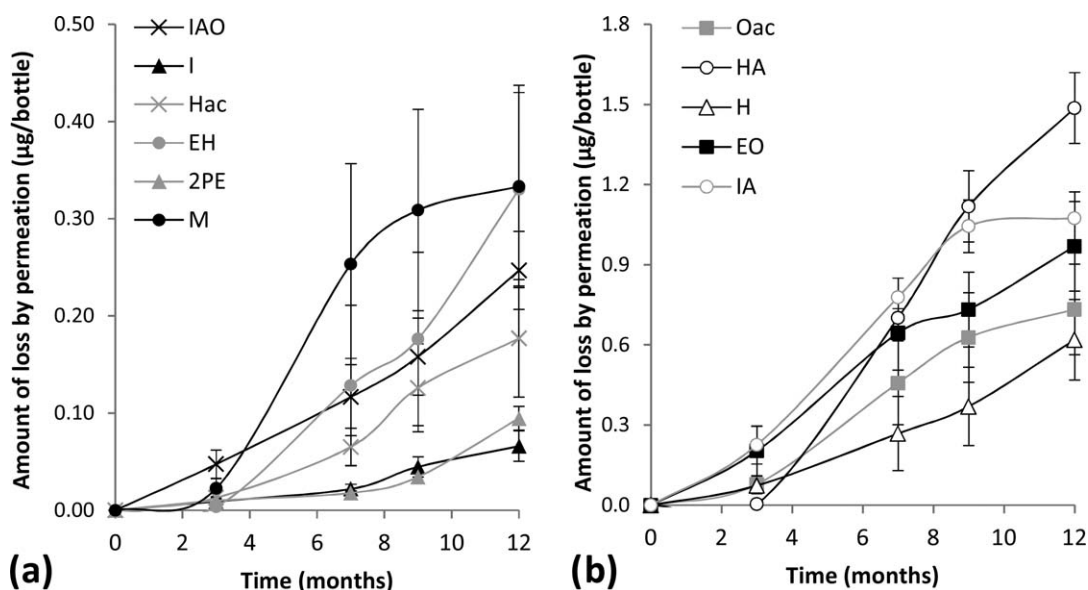 Amount of loss by permeation (µg/bottle)
0.50
0.40
0.30
0.20
0.10
0.00
IAO
I
Hac
EH
2PE
M
0 2 4 6 8 10 12
Time (months)
(a)
Amount of loss by permeation (µg/bottle)
1.8
1.5
1.2
0.9
0.6
0.3
0.0
Oac
HA
H
EO
IA
0 2 4 6 8 10 12
Time (months)
(b)